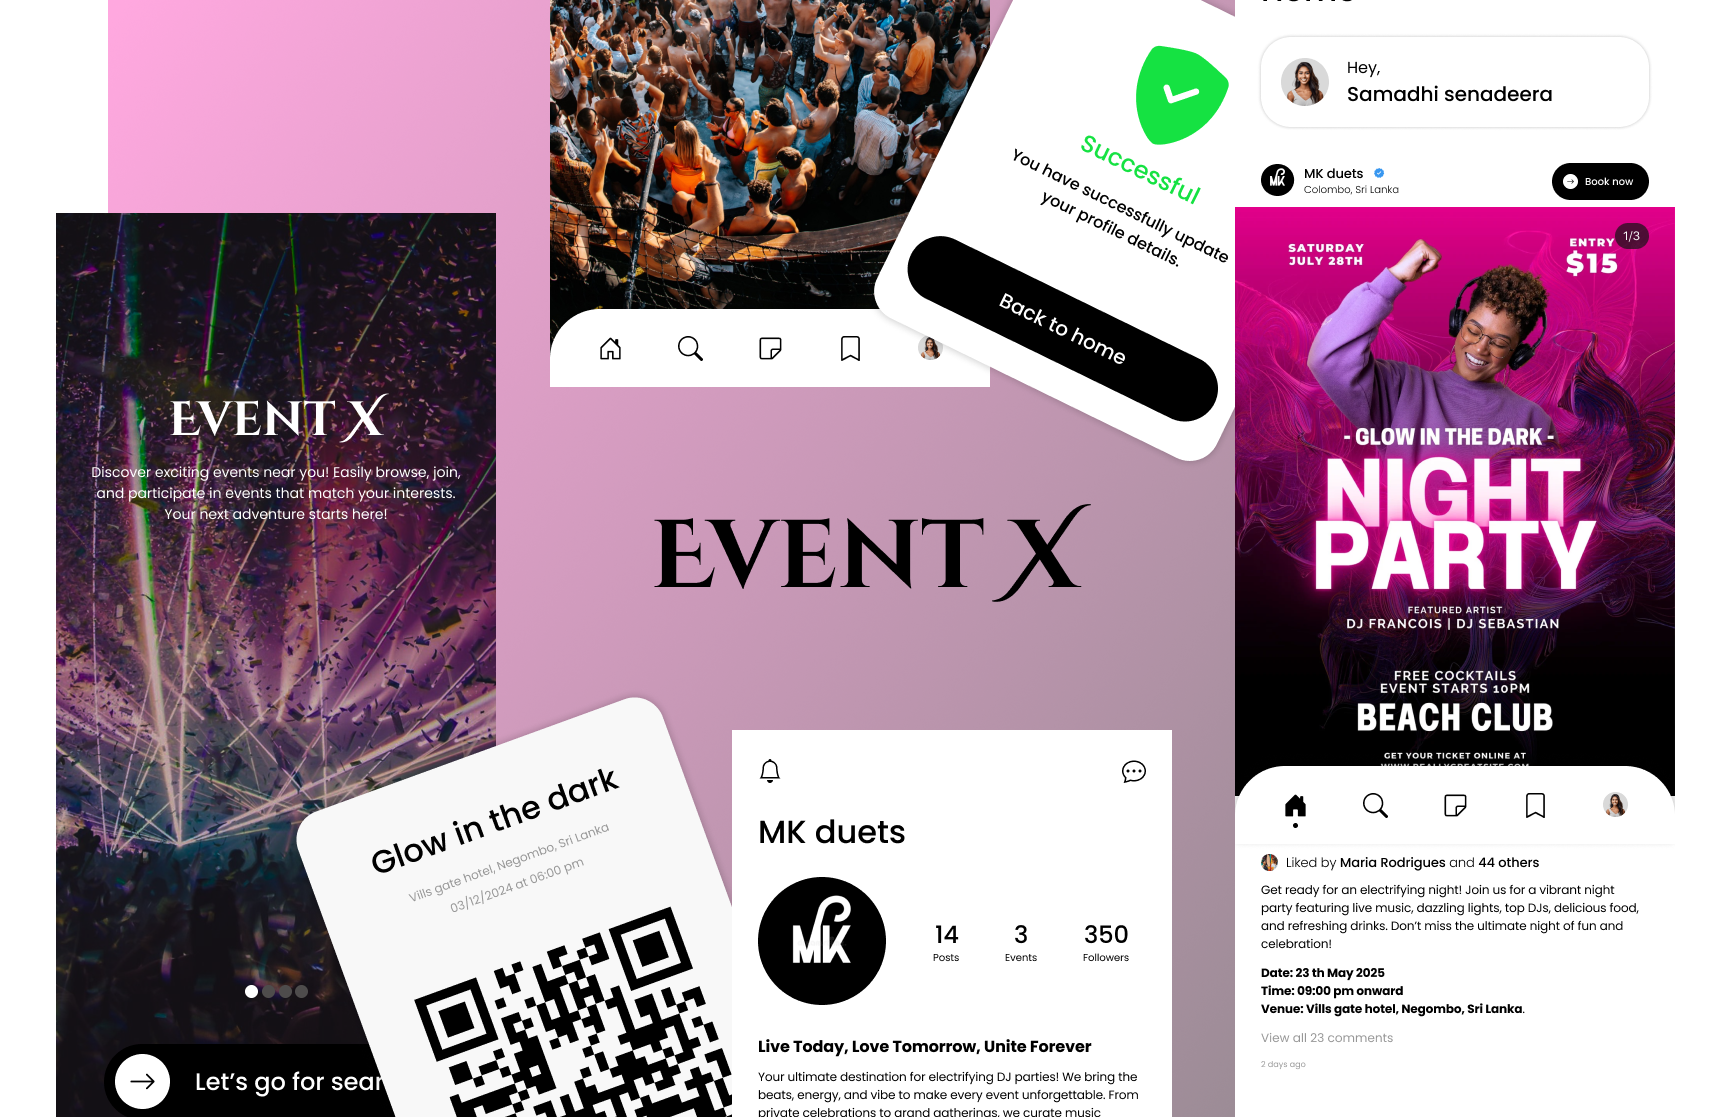 EVENT X
Discover exciting events near you! Easily browse, join,
and participate in events that match your interests.
Your next adventure starts here!
Let's go for sear
Successful
You have successfully update
your profile details.
Back to home
EVENT X
Glow in the dark
Vills gate hotel, Negombo, Sri Lanka
03/12/2024 at 06:00 pm
MK duets
MK
14
Posts
3
Events
350
Followers
Live Today, Love Tomorrow, Unite Forever
Your ultimate destination for electrifying DJ parties! We bring the
beats, energy, and vibe to make every event unforgettable. From
private celebrations to grand gatherings, we curate music
Home
Hey,
Samadhi senadeera
MK
MK duets
Colombo, Sri Lanka
Book now
1/3
SATURDAY
JULY 28TH
ENTRY
$15
- GLOW IN THE DARK -
NIGHT
PARTY
FEATURED ARTIST
DJ FRANCOIS | DJ SEBASTIAN
FREE COCKTAILS
EVENT STARTS 10PM
BEACH CLUB
GET YOUR TICKET ONLINE AT
WWW.REALLYGREATSITE.COM
Liked by Maria Rodrigues and 44 others
Get ready for an electrifying night! Join us for a vibrant night
party featuring live music, dazzling lights, top DJs, delicious food,
and refreshing drinks. Don't miss the ultimate night of fun and
celebration!
Date: 23 th May 2025
Time: 09:00 pm onward
Venue: Vills gate hotel, Negombo, Sri Lanka.
View all 23 comments
2 days ago